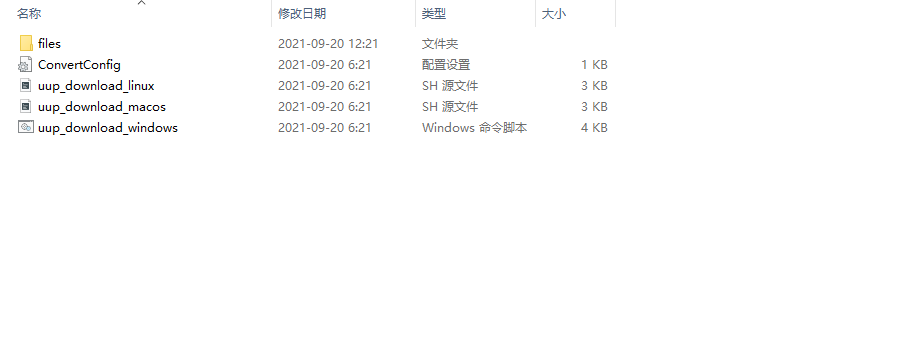 名称 修改日期 类型 大小
files 2021-09-20 12:21 文件夹
ConvertConfig 2021-09-20 6:21 配置设置 1 KB
uup_download_linux 2021-09-20 6:21 SH 源文件 3 KB
uup_download_macos 2021-09-20 6:21 SH 源文件 3 KB
uup_download_windows 2021-09-20 6:21 Windows 命令脚本 4 KB